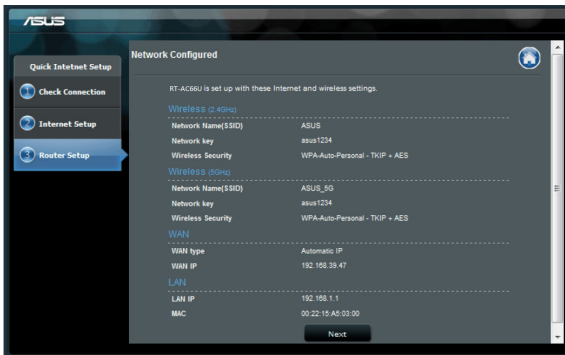 ASUS
Quick Intetnet Setup
1 Check Connection
2 Internet Setup
3 Router Setup
Network Configured
RT-AC66U is set up with these Internet and wireless settings.
Wireless (2.4GHz)
Network Name(SSID) ASUS
Network key asus1234
Wireless Security WPA-Auto-Personal - TKIP + AES
Wireless (5GHz)
Network Name(SSID) ASUS_5G
Network key asus1234
Wireless Security WPA-Auto-Personal - TKIP + AES
WAN
WAN type Automatic IP
WAN IP 192.168.39.47
LAN
LAN IP 192.168.1.1
MAC 00:22:15:A5:03:00
Next